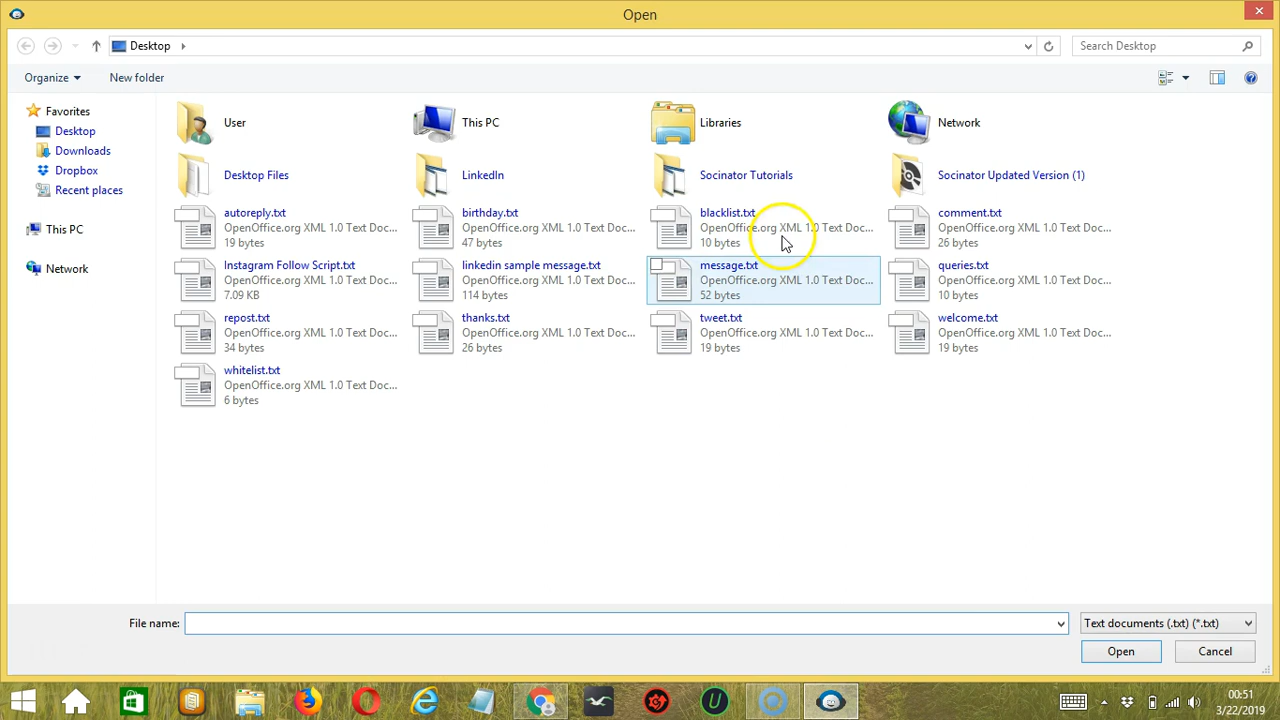 Open
Desktop
Search Desktop
Organize
New folder
Favorites
Desktop
Downloads
Dropbox
Recent places
This PC
Network
User
This PC
Libraries
Network
Desktop Files
LinkedIn
Socinator Tutorials
Socinator Updated Version (1)
autoreply.txt
OpenOffice.org XML 1.0 Text Doc...
19 bytes
birthday.txt
OpenOffice.org XML 1.0 Text Doc...
47 bytes
blacklist.txt
OpenOffice.org XML 1.0 Text Doc...
10 bytes
comment.txt
OpenOffice.org XML 1.0 Text Doc...
26 bytes
Instagram Follow Script.txt
OpenOffice.org XML 1.0 Text Doc...
7.09 KB
linkedin sample message.txt
OpenOffice.org XML 1.0 Text Doc...
114 bytes
message.txt
OpenOffice.org XML 1.0 Text Doc...
52 bytes
queries.txt
OpenOffice.org XML 1.0 Text Doc...
10 bytes
repost.txt
OpenOffice.org XML 1.0 Text Doc...
34 bytes
thanks.txt
OpenOffice.org XML 1.0 Text Doc...
26 bytes
tweet.txt
OpenOffice.org XML 1.0 Text Doc...
19 bytes
welcome.txt
OpenOffice.org XML 1.0 Text Doc...
19 bytes
whitelist.txt
OpenOffice.org XML 1.0 Text Doc...
6 bytes
File name:
Text documents (.txt) (*.txt)
Open
Cancel
00:51
3/22/2019